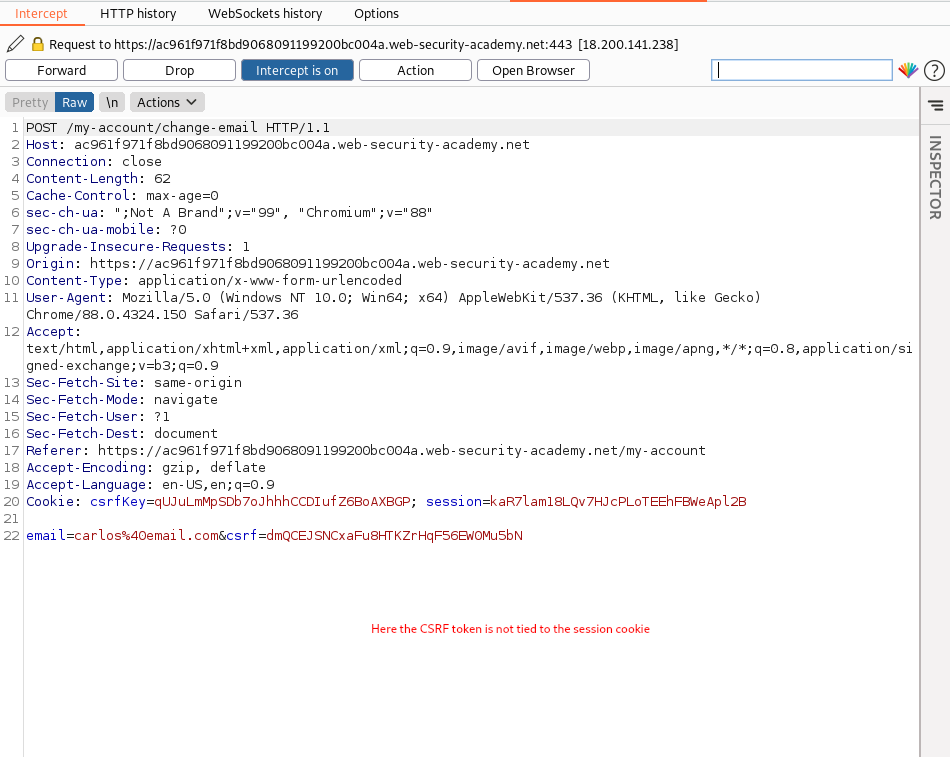 Intercept HTTP history WebSockets history Options
Request to https://ac961f971f8bd9068091199200bc004a.web-security-academy.net:443 [18.200.141.238]
Forward Drop Intercept is on Action Open Browser
Pretty Raw \n Actions
INSPECTOR
1 POST /my-account/change-email HTTP/1.1
2 Host: ac961f971f8bd9068091199200bc004a.web-security-academy.net
3 Connection: close
4 Content-Length: 62
5 Cache-Control: max-age=0
6 sec-ch-ua: ";Not A Brand";v="99", "Chromium";v="88"
7 sec-ch-ua-mobile: ?0
8 Upgrade-Insecure-Requests: 1
9 Origin: https://ac961f971f8bd9068091199200bc004a.web-security-academy.net
10 Content-Type: application/x-www-form-urlencoded
11 User-Agent: Mozilla/5.0 (Windows NT 10.0; Win64; x64) AppleWebKit/537.36 (KHTML, like Gecko)
Chrome/88.0.4324.150 Safari/537.36
12 Accept:
text/html,application/xhtml+xml,application/xml;q=0.9,image/avif,image/webp,image/apng,*/*;q=0.8,application/si
gned-exchange;v=b3;q=0.9
13 Sec-Fetch-Site: same-origin
14 Sec-Fetch-Mode: navigate
15 Sec-Fetch-User: ?1
16 Sec-Fetch-Dest: document
17 Referer: https://ac961f971f8bd9068091199200bc004a.web-security-academy.net/my-account
18 Accept-Encoding: gzip, deflate
19 Accept-Language: en-US,en;q=0.9
20 Cookie: csrfKey=qUJuLmMpSDb7oJhhhCCDIufZ6BoAXBGP; session=kaR7lam18LQv7HJcPLoTEEhFBWeApl2B
21
22 email=carlos%40email.com&csrf=dmQCEJSNCxaFu8HTKZrHqF56EW0Mu5bN
Here the CSRF token is not tied to the session cookie